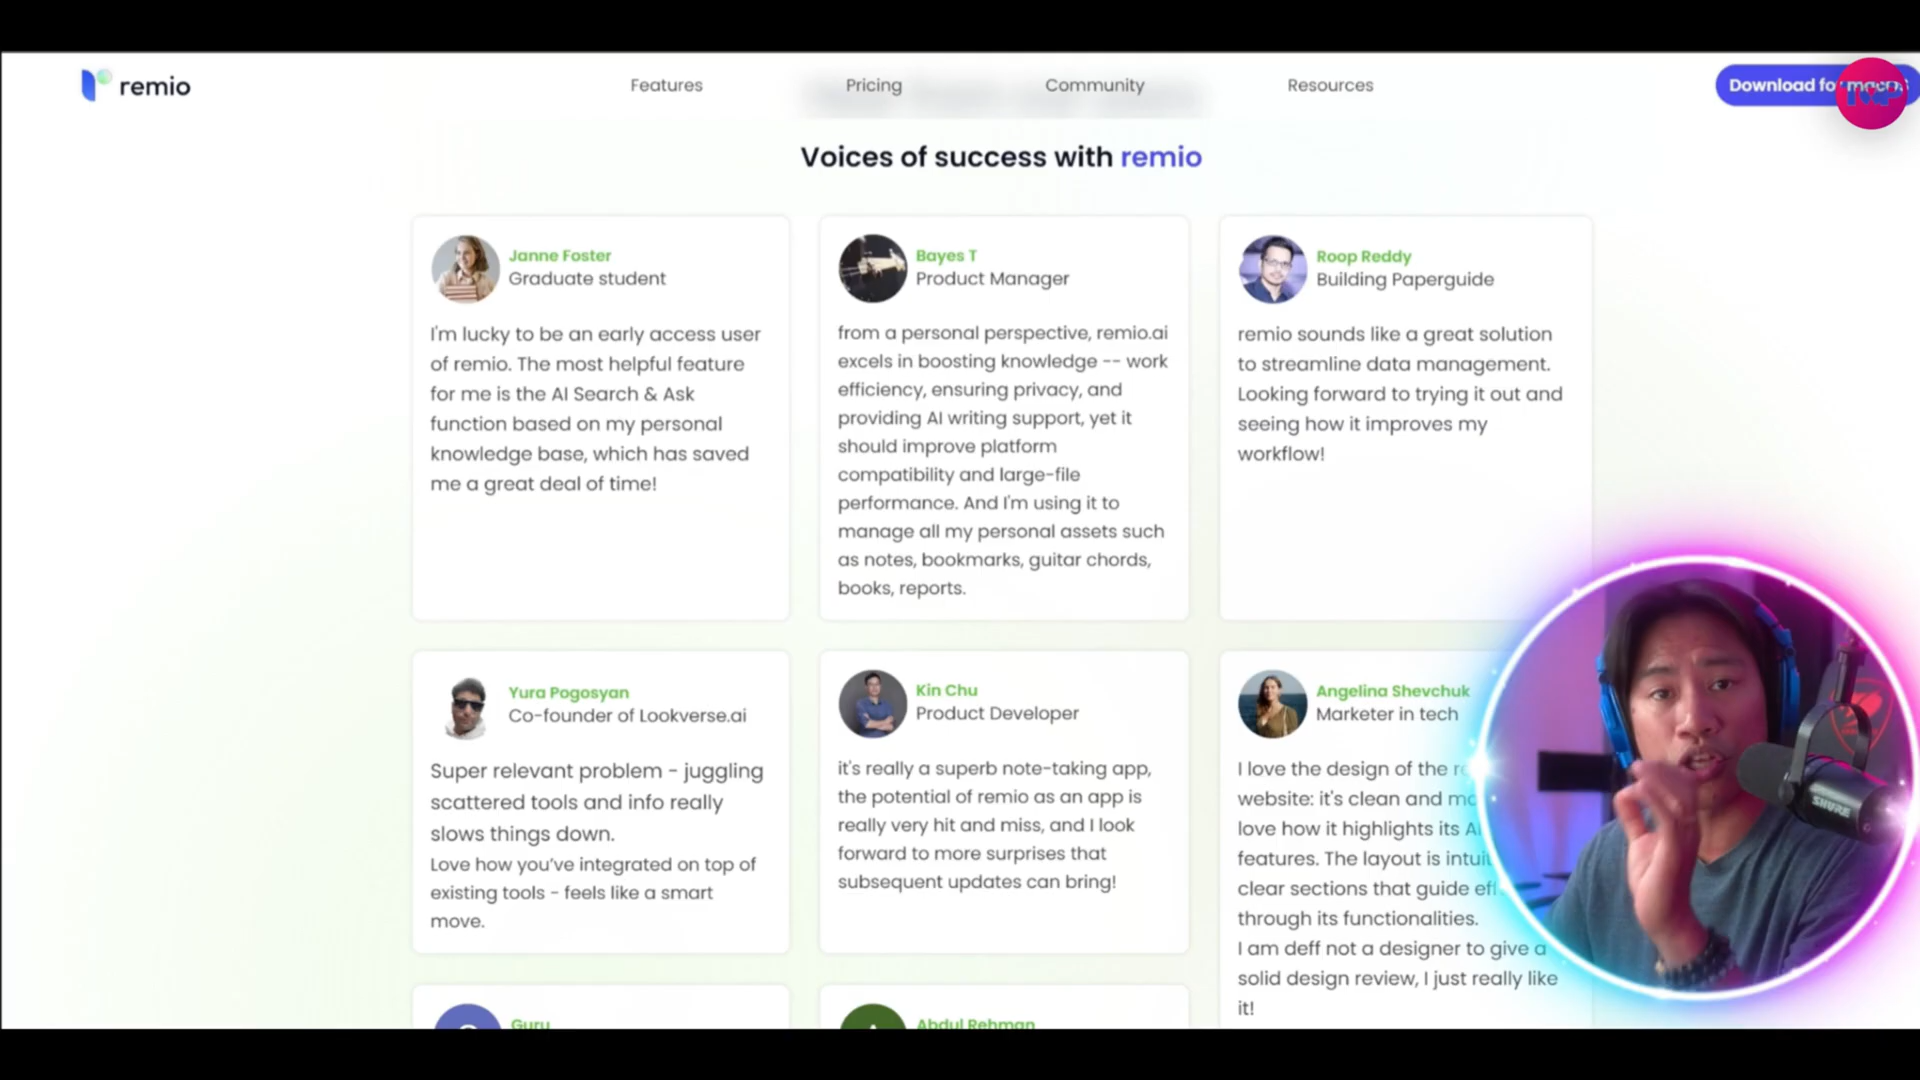 remio
Features
Pricing
Community
Resources
Download for macOS
TCP
Voices of success with remio
Janne Foster
Graduate student
I'm lucky to be an early access user
of remio. The most helpful feature
for me is the AI Search & Ask
function based on my personal
knowledge base, which has saved
me a great deal of time!
Bayes T
Product Manager
from a personal perspective, remio.ai
excels in boosting knowledge -- work
efficiency, ensuring privacy, and
providing AI writing support, yet it
should improve platform
compatibility and large-file
performance. And I'm using it to
manage all my personal assets such
as notes, bookmarks, guitar chords,
books, reports.
Roop Reddy
Building Paperguide
remio sounds like a great solution
to streamline data management.
Looking forward to trying it out and
seeing how it improves my
workflow!
Yura Pogosyan
Co-founder of Lookverse.ai
Super relevant problem - juggling
scattered tools and info really
slows things down.
Love how you've integrated on top of
existing tools - feels like a smart
move.
Kin Chu
Product Developer
it's really a superb note-taking app,
the potential of remio as an app is
really very hit and miss, and I look
forward to more surprises that
subsequent updates can bring!
Angelina Shevchuk
Marketer in tech
I love the design of the
website: it's clean and
love how it highlights its
features. The layout is
clear sections that guide
through its functionalities.
I am deff not a designer to give a
solid design review, I just really like
it!
Guru
Abdul Rehman
SHURE